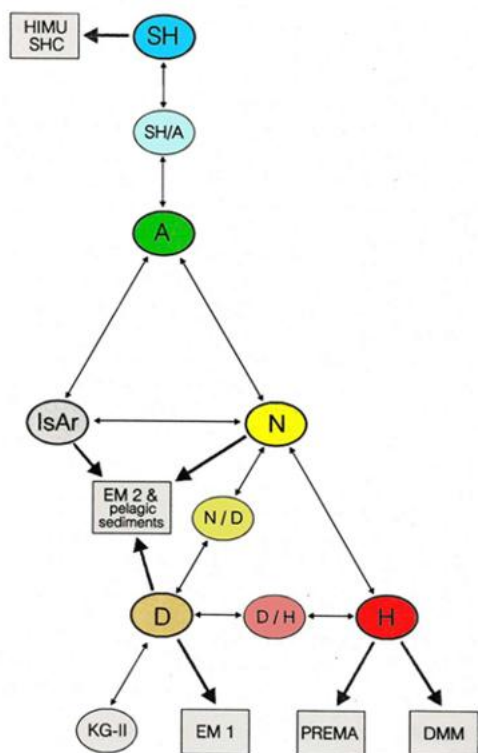 HIMU
SHC
SH
SH/A
A
IsAr
N
EM 2 &
pelagic
sediments
N / D
D
D / H
H
KG-II
EM 1
PREMA
DMM